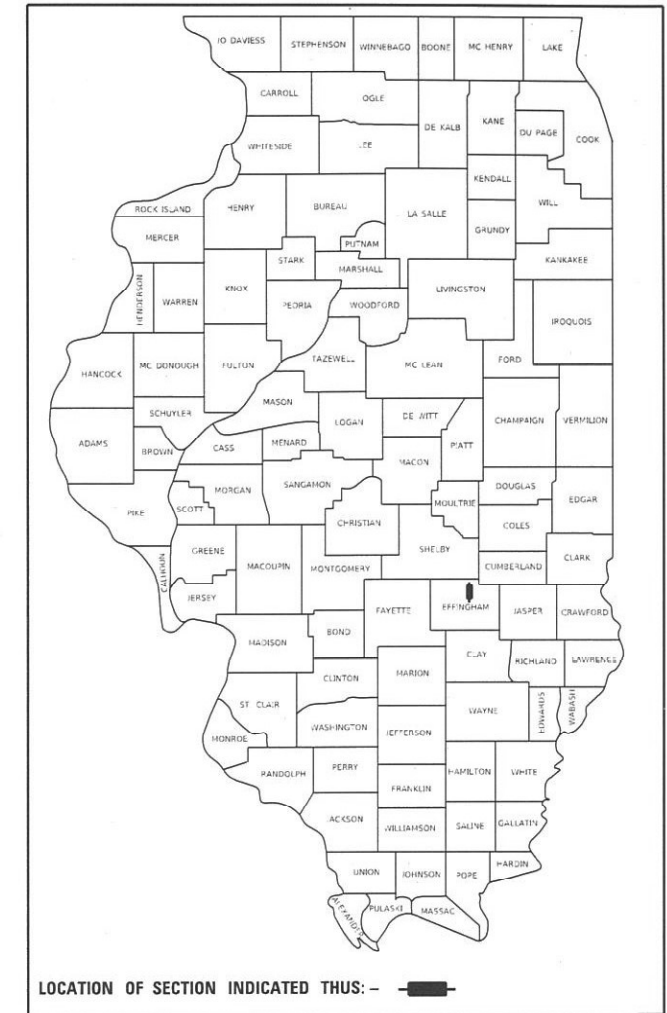 JO DAVIESS STEPHENSON WINNEBAGO BOONE MC HENRY LAKE
CARROLL OGLE DE KALB KANE DU PAGE COOK
WHITESIDE LEE
KENDALL
ROCK ISLAND HENRY BUREAU LA SALLE GRUNDY WILL
MERCER PUTNAM
STARK MARSHALL KANKAKEE
HENDERSON WARREN KNOX PEORIA WOODFORD LIVINGSTON IROQUOIS
HANCOCK MC DONOUGH FULTON TAZEWELL MC LEAN FORD
SCHUYLER MASON LOGAN DE WITT CHAMPAIGN VERMILION
ADAMS BROWN CASS MENARD PIATT
MACON
PIKE SCOTT MORGAN SANGAMON MOULTRIE DOUGLAS EDGAR
CHRISTIAN COLES
CALHOUN GREENE MACOUPIN MONTGOMERY SHELBY CUMBERLAND CLARK
JERSEY FAYETTE EFFINGHAM JASPER CRAWFORD
MADISON BOND
CLAY RICHLAND LAWRENCE
CLINTON MARION
ST CLAIR WAYNE EDWARDS WABASH
MONROE WASHINGTON JEFFERSON
RANDOLPH PERRY HAMILTON WHITE
FRANKLIN
JACKSON WILLIAMSON SALINE GALLATIN
UNION JOHNSON POPE HARDIN
ALEXANDER PULASKI MASSAC
LOCATION OF SECTION INDICATED THUS: –